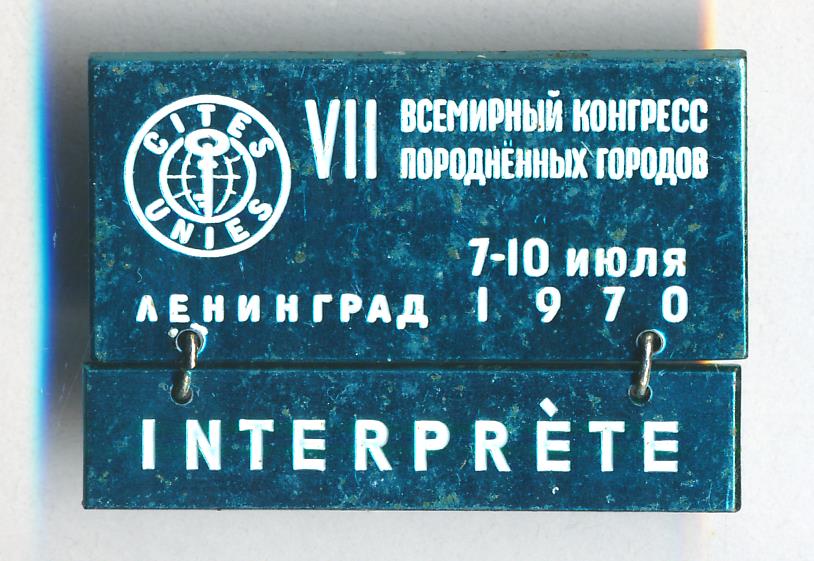 CITES
UNIES
VII ВСЕМИРНЫЙ КОНГРЕСС
ПОРОДНЁННЫХ ГОРОДОВ
7-10 ИЮЛЯ
ЛЕНИНГРАД 1970
INTERPRÈTE